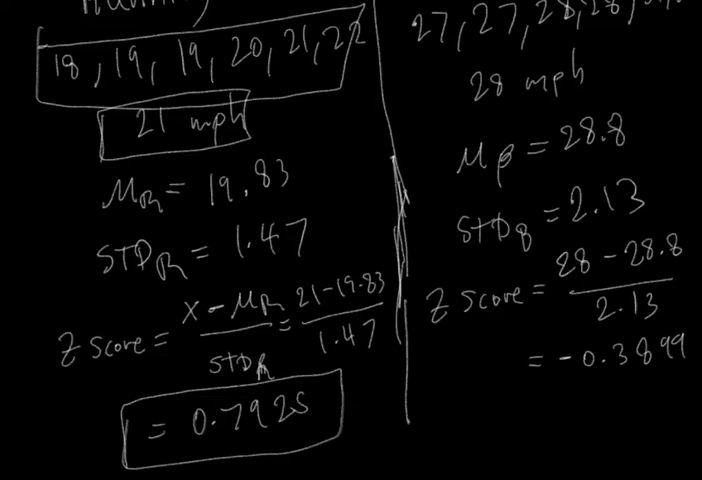 18, 19, 19, 20, 21, 22
21 mph
μR = 19.83
STDR = 1.47
Z score = X - μR / STDR = 21-19.83 / 1.47
= 0.7925
27, 27, 28, 28,
28 mph
μB = 28.8
STDB = 2.13
Z score = 28 - 28.8 / 2.13
= -0.3899